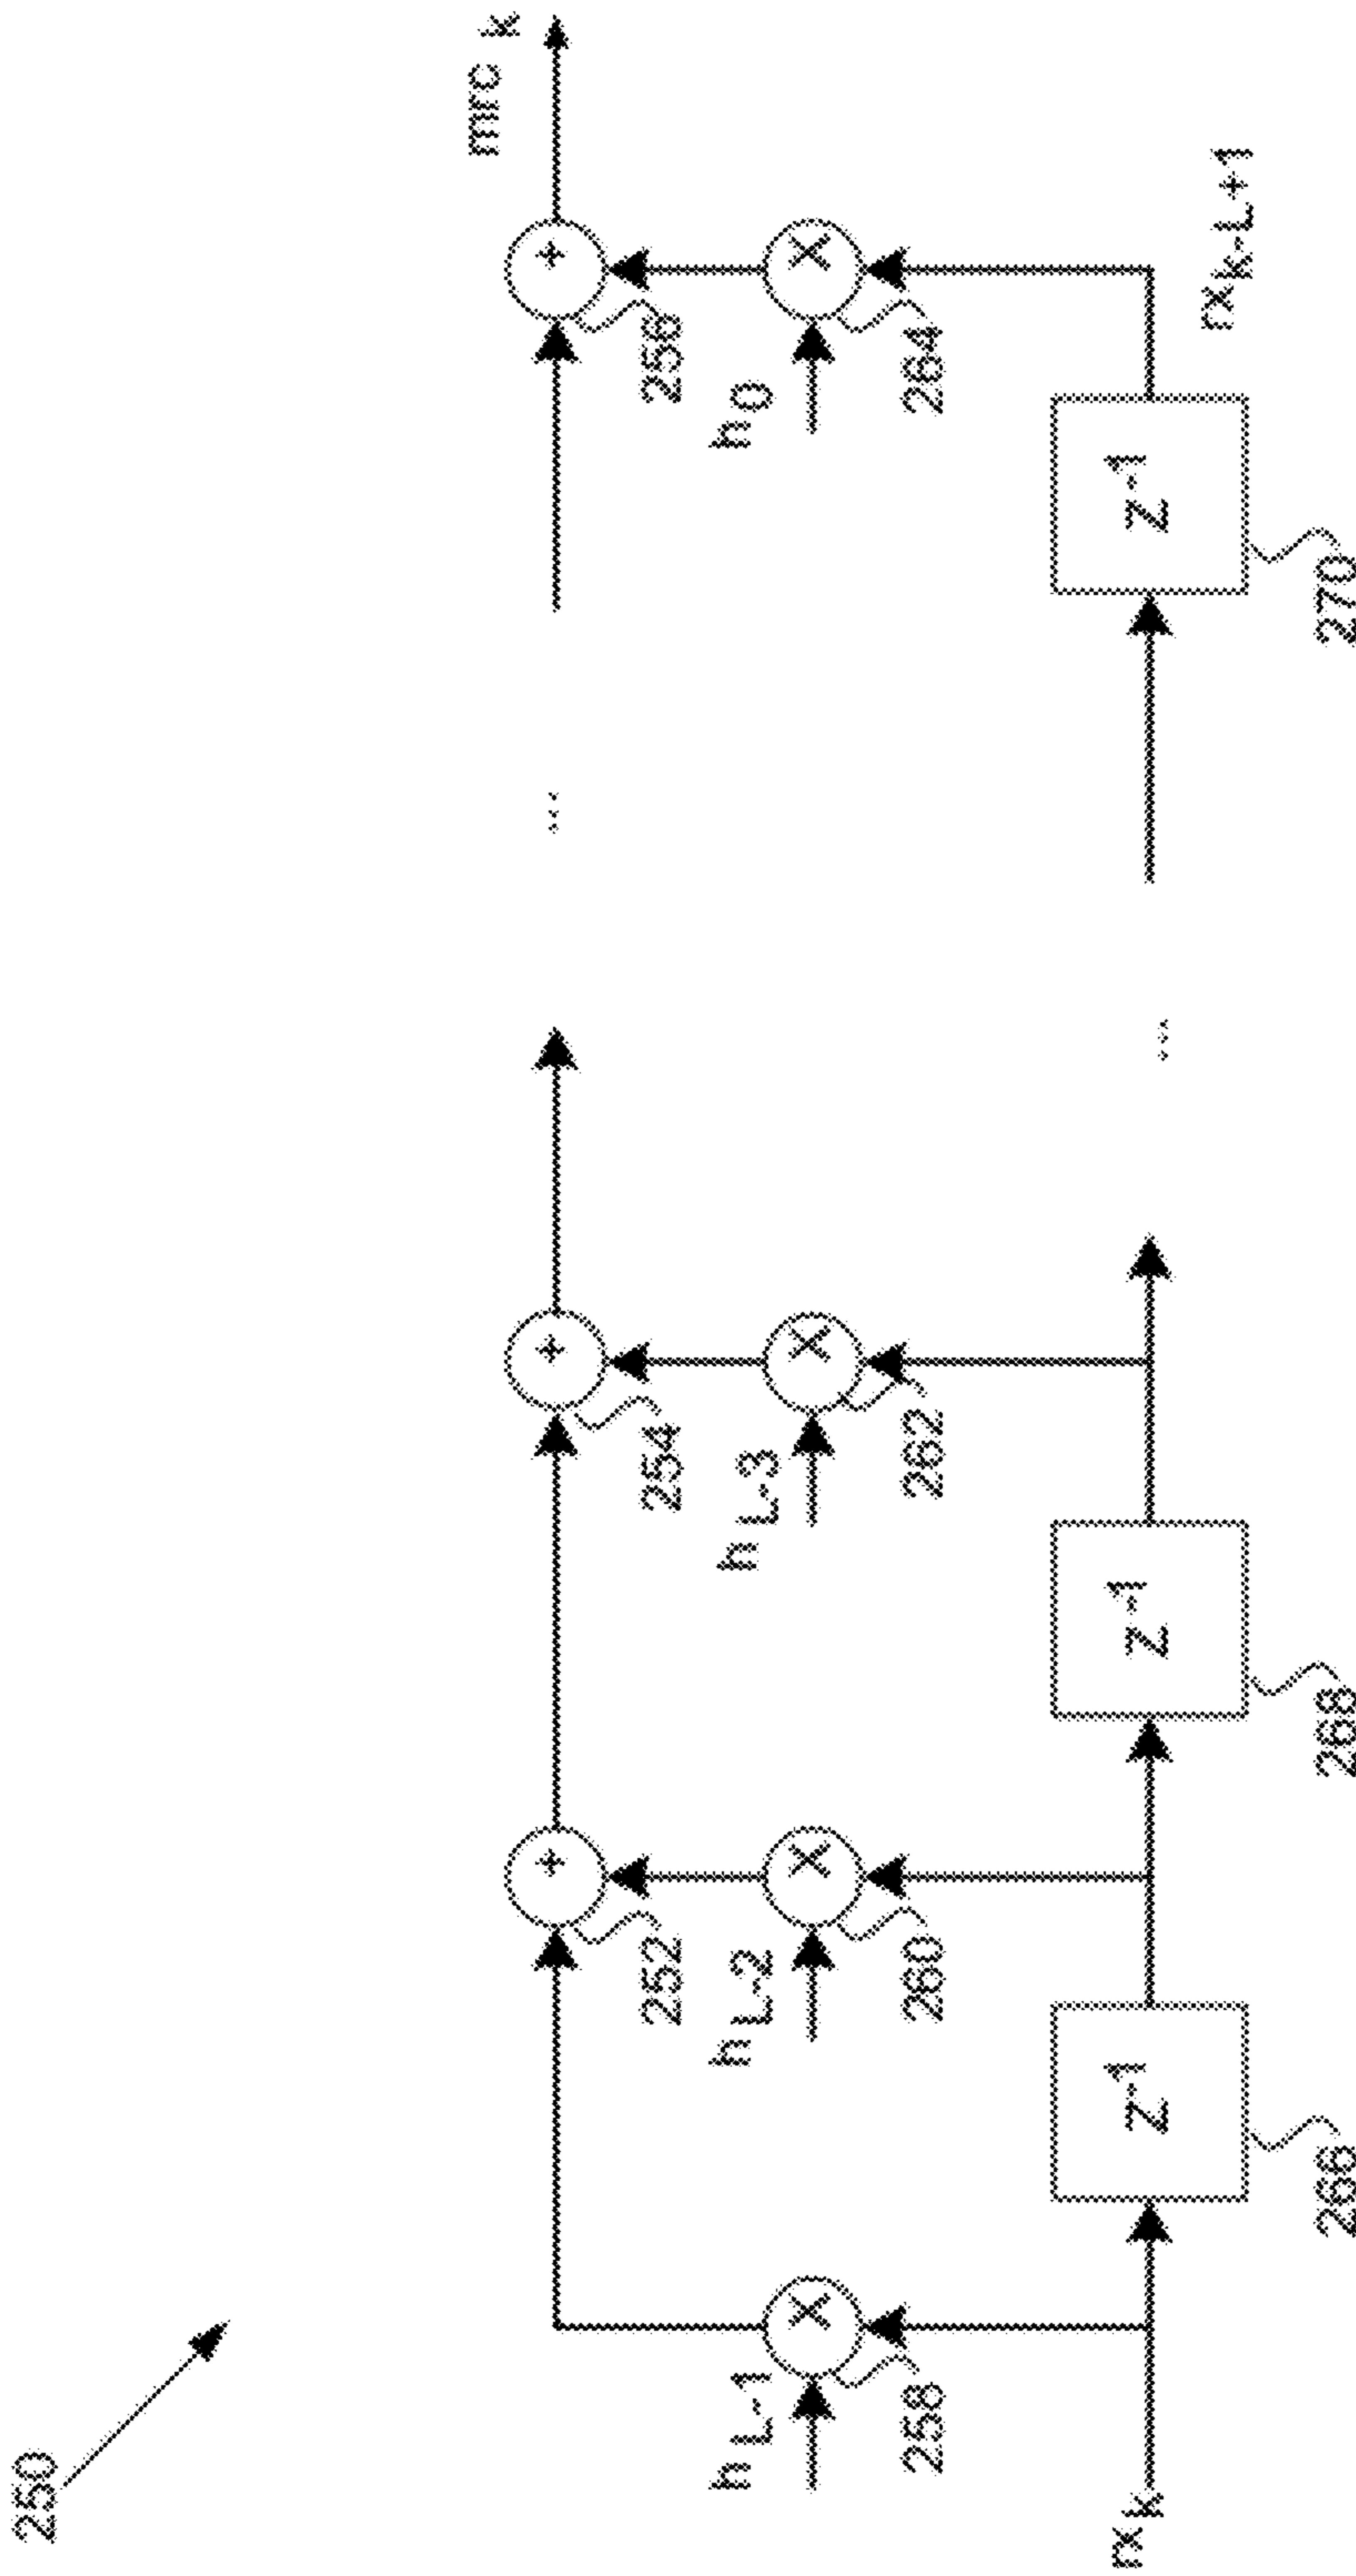 250
mrc k
+ + +
252 254 256
h L-1 h L-2 h L-3 h 0
X X X X
258 260 262 264
... ...
rx k Z-1 Z-1 Z-1 rx k-L+1
266 268 270